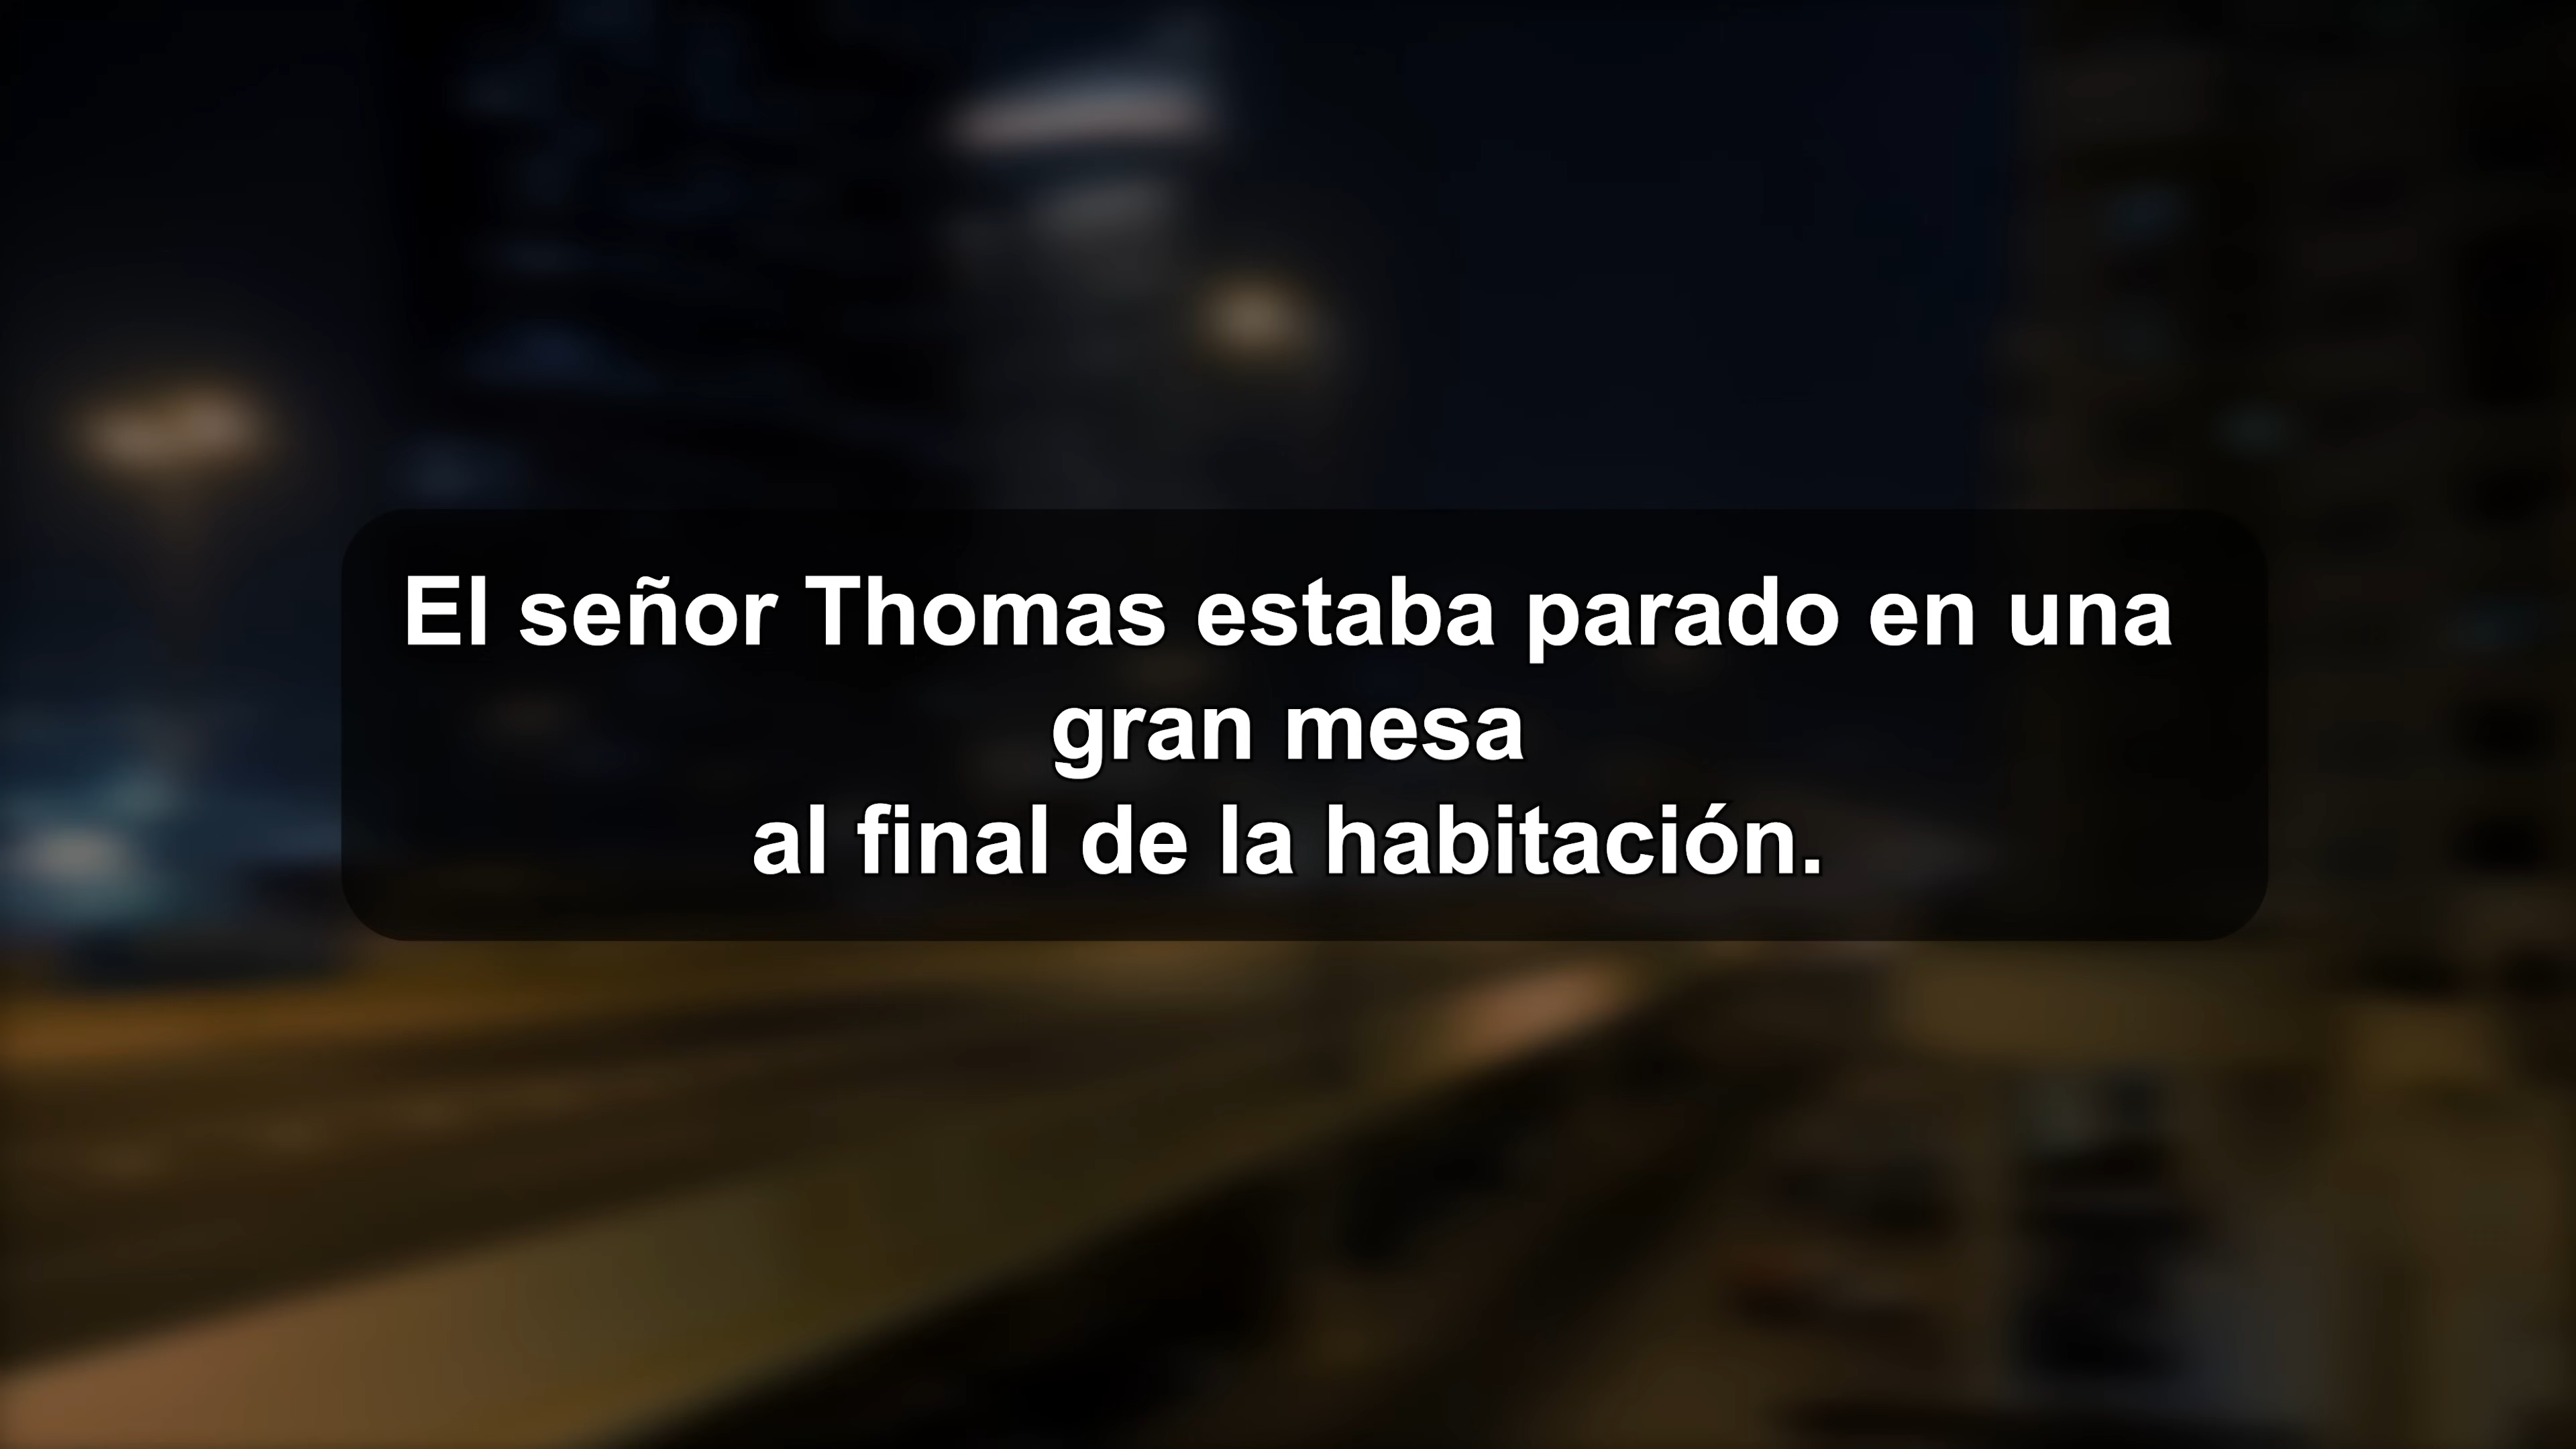 El señor Thomas estaba parado en una
gran mesa
al final de la habitación.